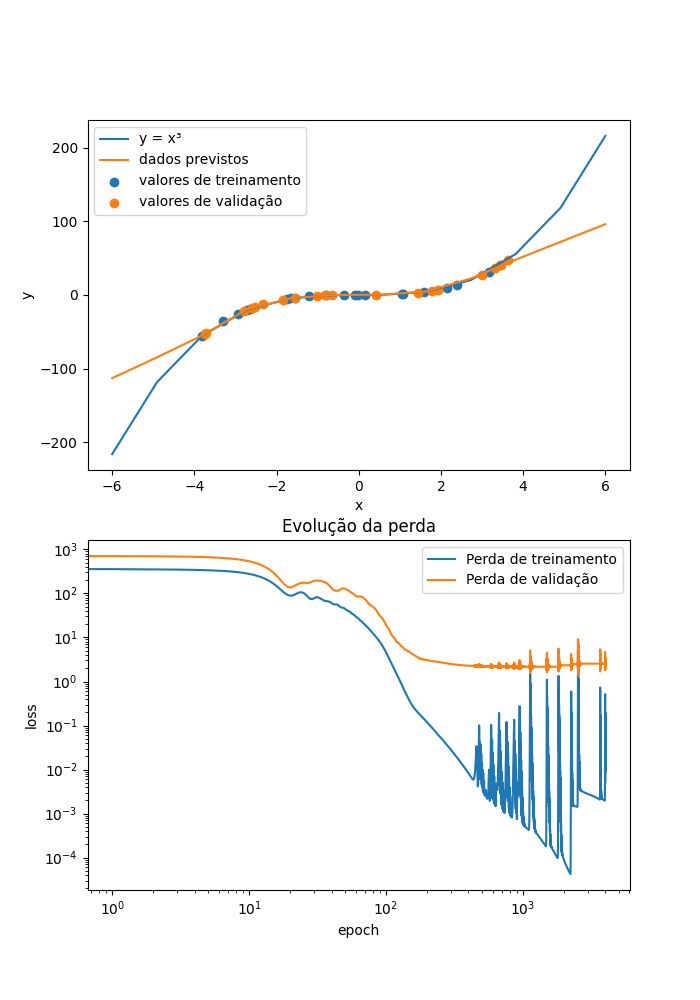 y = x³
dados previstos
valores de treinamento
valores de validação
200
100
0
−100
−200
y
−6
−4
−2
0
2
4
6
x
Evolução da perda
Perda de treinamento
Perda de validação
10³
10²
10¹
10⁰
10⁻¹
10⁻²
10⁻³
10⁻⁴
loss
10⁰
10¹
10²
10³
epoch